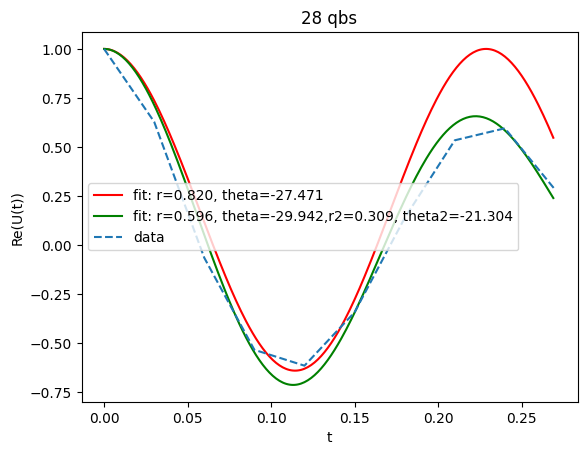 28 qbs
1.00
0.75
0.50
0.25
0.00
-0.25
-0.50
-0.75
Re(U(t))
fit: r=0.820, theta=-27.471
fit: r=0.596, theta=-29.942,r2=0.309, theta2=-21.304
data
0.00 0.05 0.10 0.15 0.20 0.25
t